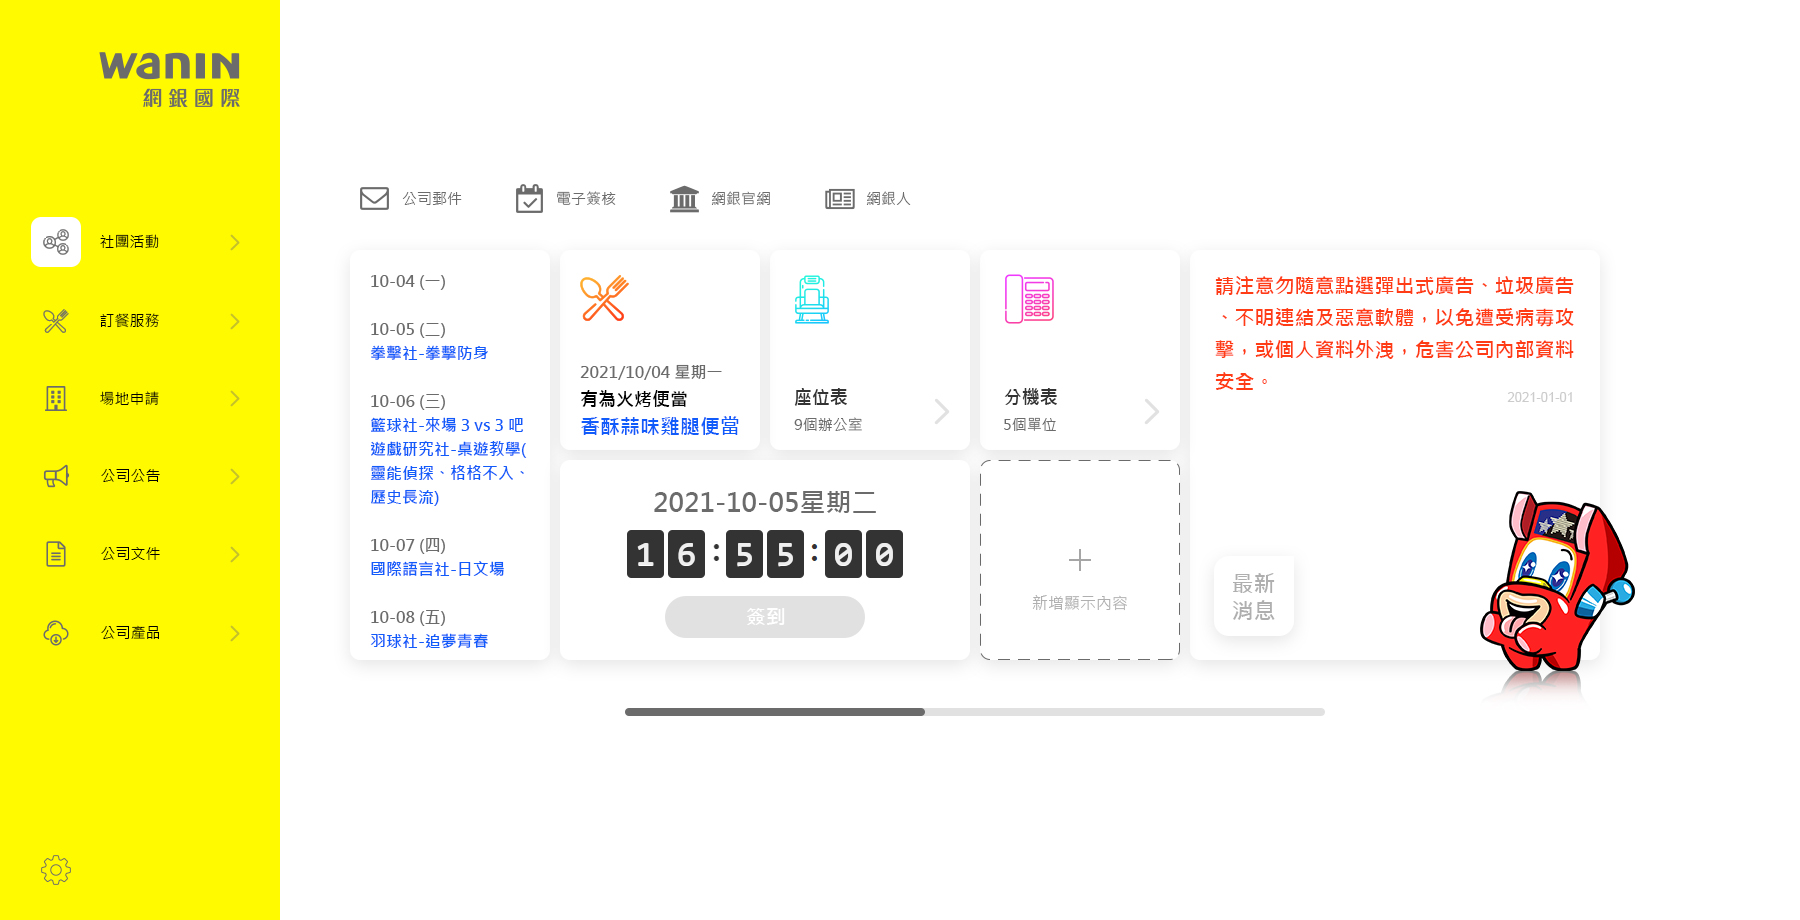 wanIN
網銀國際
社團活動
訂餐服務
場地申請
公司公告
公司文件
公司產品
公司郵件
電子簽核
網銀官網
網銀人
10-04 (一)
10-05 (二)
拳擊社-拳擊防身
10-06 (三)
籃球社-來場 3 vs 3 吧
遊戲研究社-桌遊教學(
靈能偵探、格格不入、
歷史長流)
10-07 (四)
國際語言社-日文場
10-08 (五)
羽球社-追夢青春
2021/10/04 星期一
有為火烤便當
香酥蒜味雞腿便當
座位表
9個辦公室
分機表
5個單位
2021-10-05星期二
16:55:00
簽到
新增顯示內容
請注意勿隨意點選彈出式廣告、垃圾廣告
、不明連結及惡意軟體，以免遭受病毒攻
擊，或個人資料外洩，危害公司內部資料
安全。
2021-01-01
最新
消息